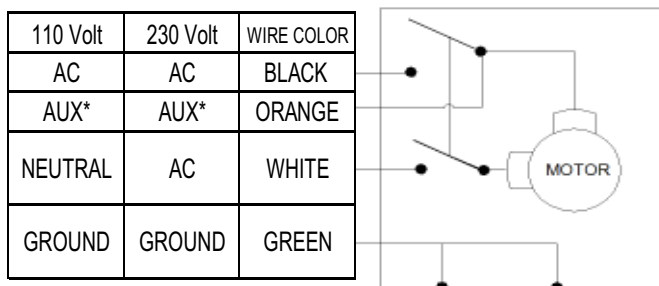 110 Volt 230 Volt WIRE COLOR
AC AC BLACK
AUX* AUX* ORANGE
NEUTRAL AC WHITE
MOTOR
GROUND GROUND GREEN